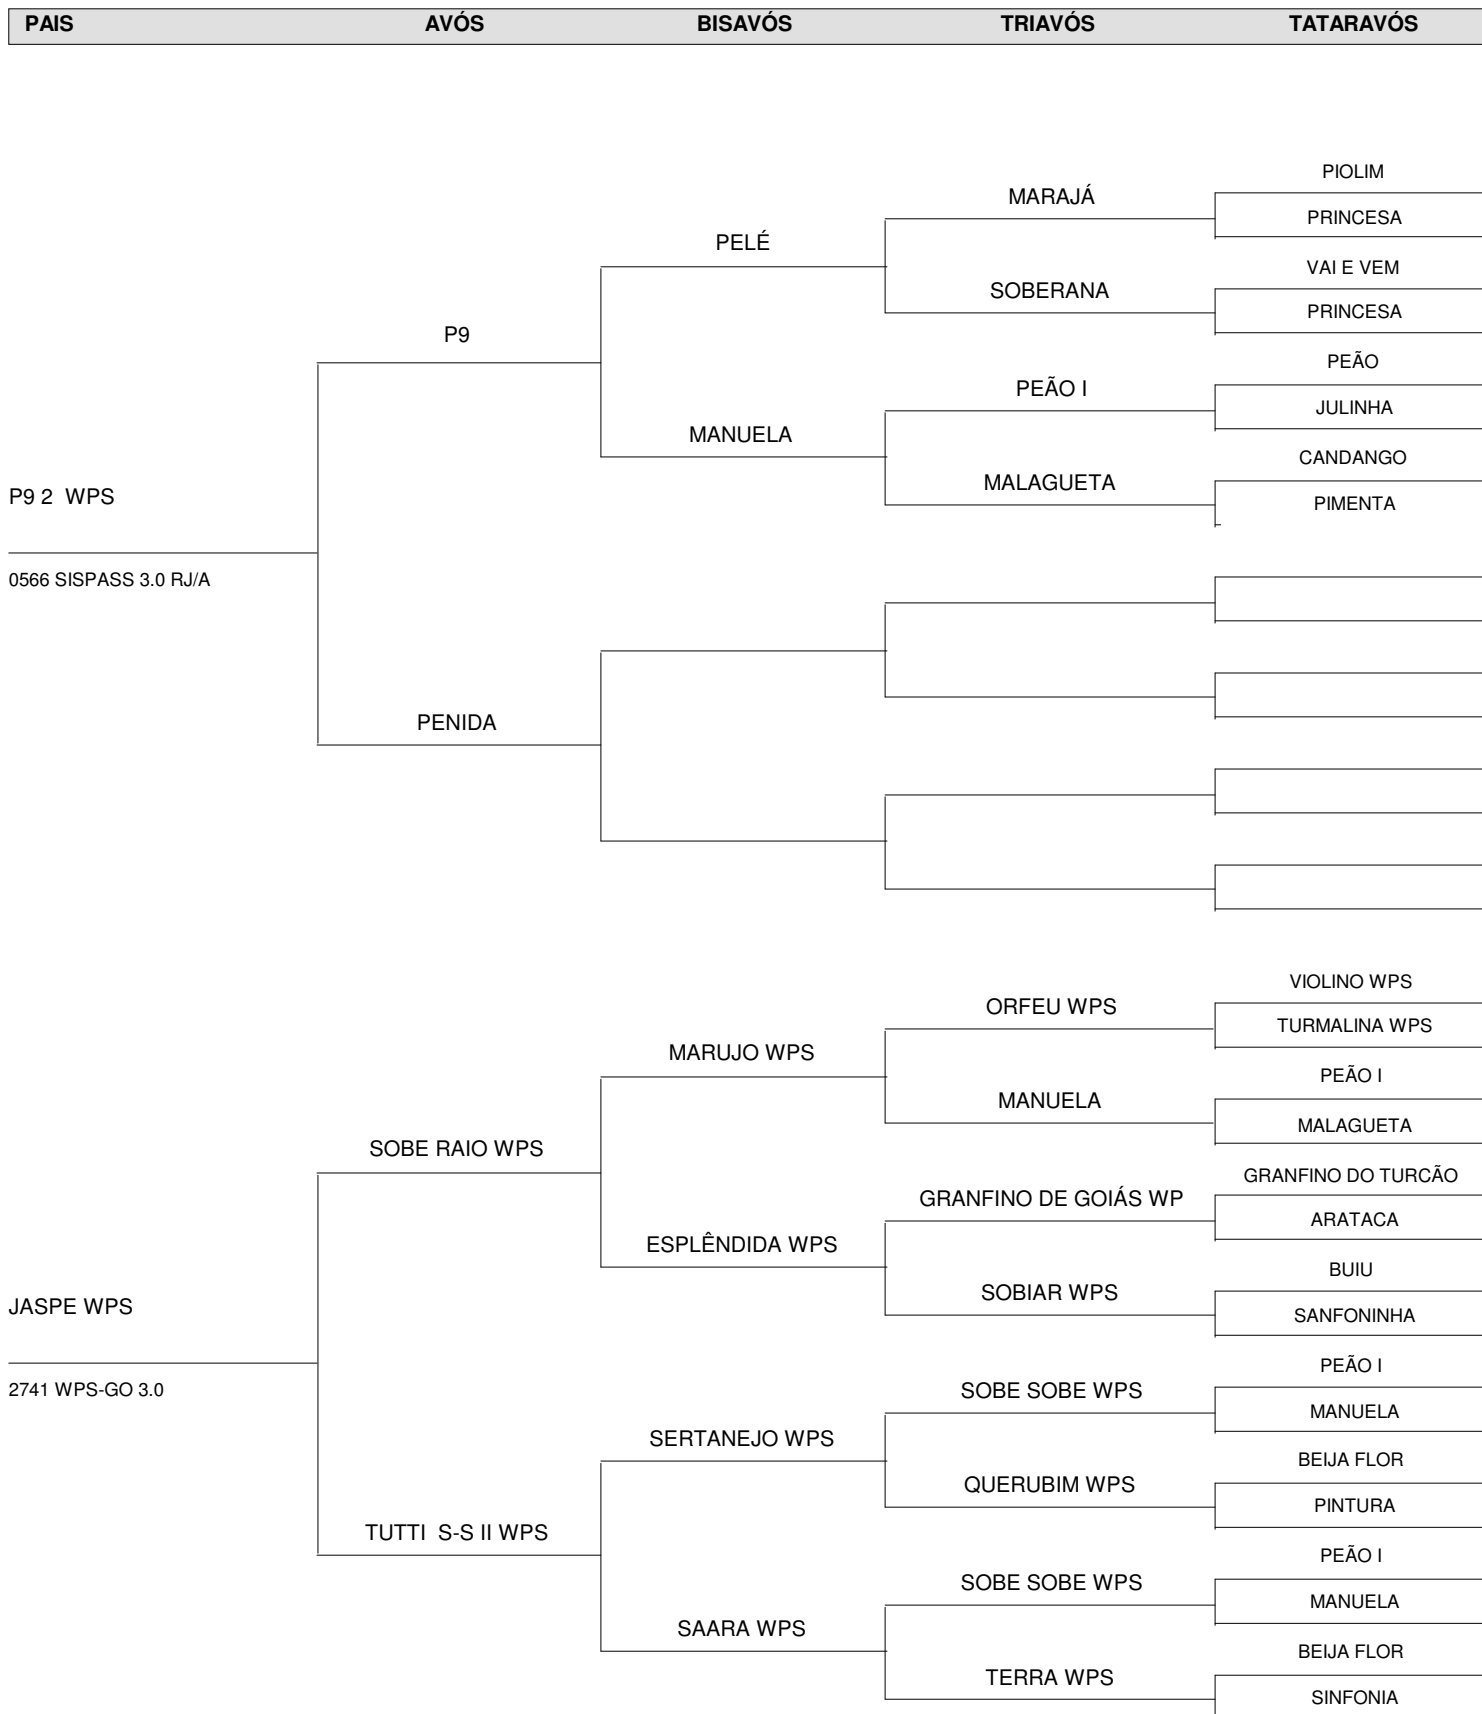 PAIS AVÓS BISAVÓS TRIAVÓS TATARAVÓS
PIOLIM
MARAJÁ
PRINCESA
PELÉ
VAI E VEM
SOBERANA
PRINCESA
P9
PEÃO
PEÃO I
JULINHA
MANUELA
CANDANGO
MALAGUETA
P9 2 WPS
PIMENTA
0566 SISPASS 3.0 RJ/A
PENIDA
VIOLINO WPS
ORFEU WPS
TURMALINA WPS
MARUJO WPS
PEÃO I
MANUELA
MALAGUETA
SOBE RAIO WPS
GRANFINO DO TURCÃO
GRANFINO DE GOIÁS WP
ARATACA
ESPLÊNDIDA WPS
BUIU
SOBIAR WPS
JASPE WPS
SANFONINHA
PEÃO I
2741 WPS-GO 3.0
SOBE SOBE WPS
MANUELA
SERTANEJO WPS
BEIJA FLOR
QUERUBIM WPS
PINTURA
TUTTI S-S II WPS
PEÃO I
SOBE SOBE WPS
MANUELA
SAARA WPS
BEIJA FLOR
TERRA WPS
SINFONIA